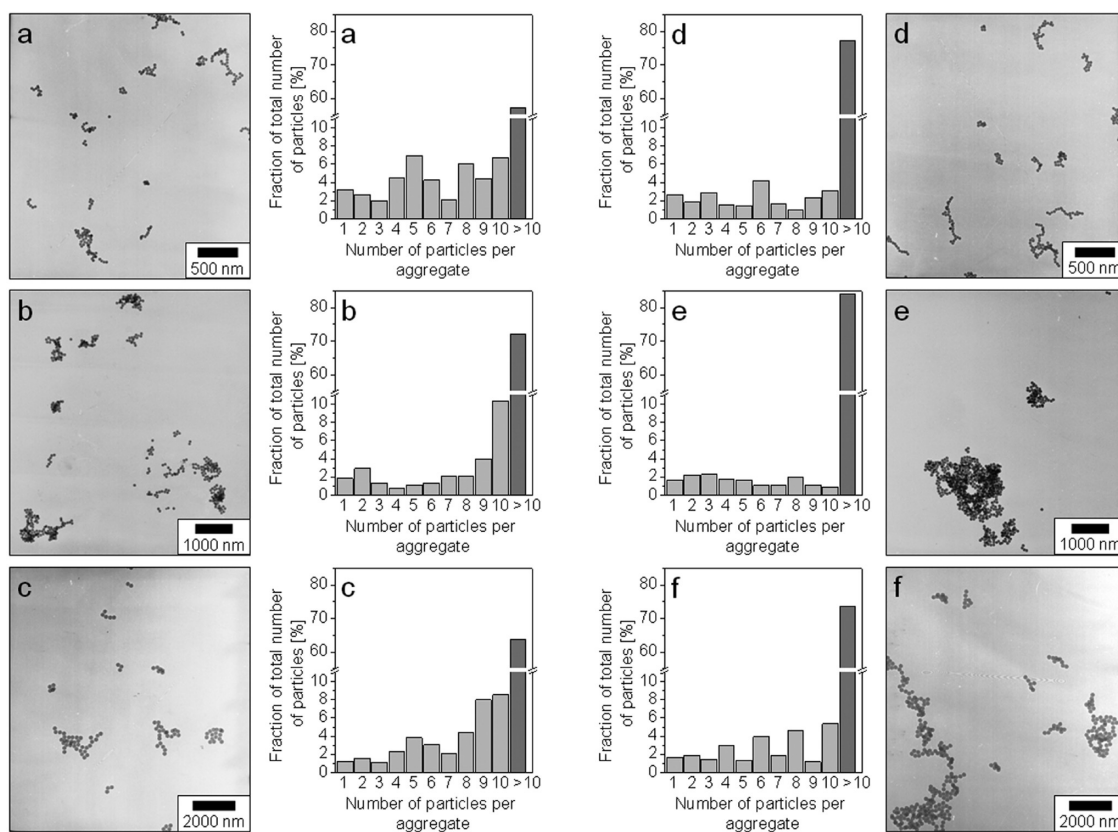 a
500 nm
a
Fraction of total number
of particles [%]
80
70
60
10
8
6
4
2
0
1 2 3 4 5 6 7 8 9 10 > 10
Number of particles per
aggregate
d
Fraction of total number
of particles [%]
80
70
60
10
8
6
4
2
0
1 2 3 4 5 6 7 8 9 10 > 10
Number of particles per
aggregate
d
500 nm
b
1000 nm
b
Fraction of total number
of particles [%]
80
70
60
10
8
6
4
2
0
1 2 3 4 5 6 7 8 9 10 > 10
Number of particles per
aggregate
e
Fraction of total number
of particles [%]
80
70
60
10
8
6
4
2
0
1 2 3 4 5 6 7 8 9 10 > 10
Number of particles per
aggregate
e
1000 nm
c
2000 nm
c
Fraction of total number
of particles [%]
80
70
60
10
8
6
4
2
0
1 2 3 4 5 6 7 8 9 10 > 10
Number of particles per
aggregate
f
Fraction of total number
of particles [%]
80
70
60
10
8
6
4
2
0
1 2 3 4 5 6 7 8 9 10 > 10
Number of particles per
aggregate
f
2000 nm